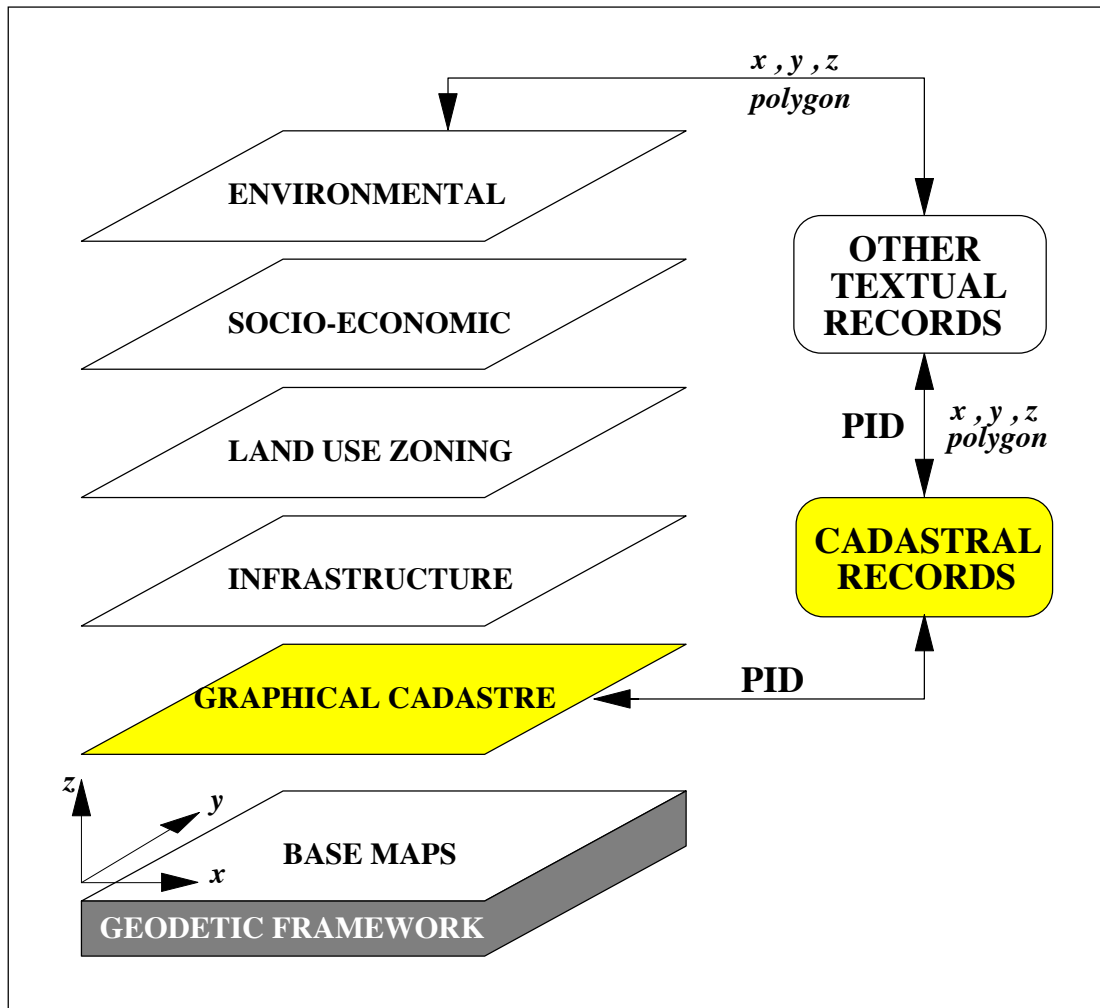 x , y , z
polygon
ENVIRONMENTAL
OTHER
TEXTUAL
RECORDS
SOCIO-ECONOMIC
PID
x , y , z
polygon
LAND USE ZONING
CADASTRAL
RECORDS
INFRASTRUCTURE
GRAPHICAL CADASTRE
PID
z
y
x
BASE MAPS
GEODETIC FRAMEWORK